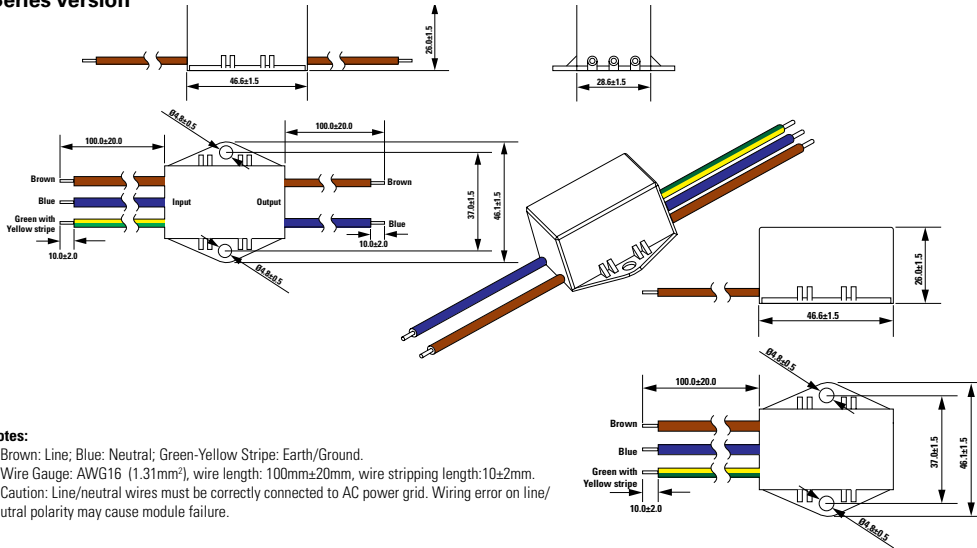 Series version
26.0±1.5
46.6±1.5
28.6±1.5
Ø4.8±0.5
100.0±20.0
100.0±20.0
Brown
Brown
Blue
Input
Output
37.0±1.5
46.1±1.5
Green with
Yellow stripe
Blue
10.0±2.0
10.0±2.0
Ø4.8±0.5
26.0±1.5
46.6±1.5
Ø4.8±0.5
100.0±20.0
Brown
Blue
Green with
Yellow stripe
10.0±2.0
37.0±1.5
46.1±1.5
Ø4.8±0.5
otes:
Brown: Line; Blue: Neutral; Green-Yellow Stripe: Earth/Ground.
Wire Gauge: AWG16 (1.31mm²), wire length: 100mm±20mm, wire stripping length:10±2mm.
Caution: Line/neutral wires must be correctly connected to AC power grid. Wiring error on line/
utral polarity may cause module failure.